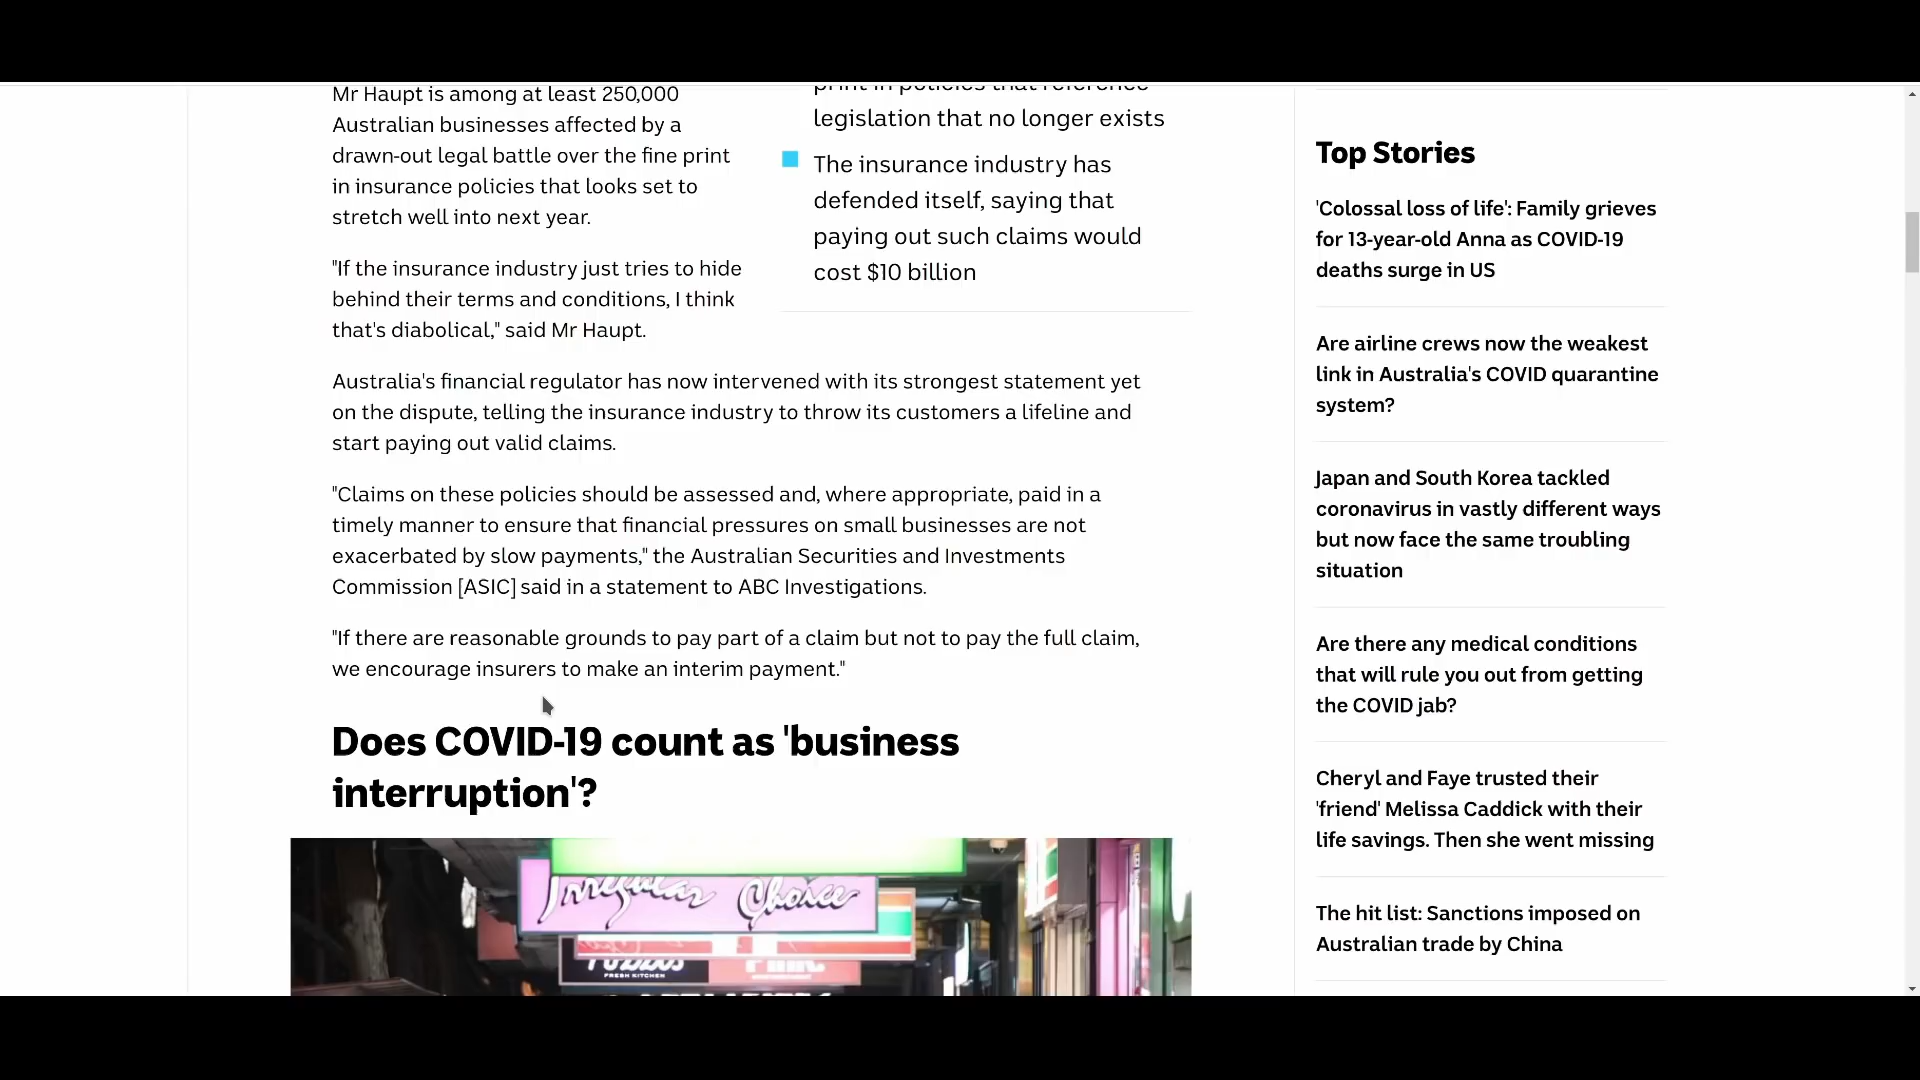 Mr Haupt is among at least 250,000
Australian businesses affected by a
drawn-out legal battle over the fine print
in insurance policies that looks set to
stretch well into next year.
"If the insurance industry just tries to hide
behind their terms and conditions, I think
that's diabolical," said Mr Haupt.
print in policies that reference
legislation that no longer exists
The insurance industry has
defended itself, saying that
paying out such claims would
cost $10 billion
Australia's financial regulator has now intervened with its strongest statement yet
on the dispute, telling the insurance industry to throw its customers a lifeline and
start paying out valid claims.
"Claims on these policies should be assessed and, where appropriate, paid in a
timely manner to ensure that financial pressures on small businesses are not
exacerbated by slow payments," the Australian Securities and Investments
Commission [ASIC] said in a statement to ABC Investigations.
"If there are reasonable grounds to pay part of a claim but not to pay the full claim,
we encourage insurers to make an interim payment."
Does COVID-19 count as 'business
interruption'?
Irregular Choice
FRESH KITCHEN
Top Stories
'Colossal loss of life': Family grieves
for 13-year-old Anna as COVID-19
deaths surge in US
Are airline crews now the weakest
link in Australia's COVID quarantine
system?
Japan and South Korea tackled
coronavirus in vastly different ways
but now face the same troubling
situation
Are there any medical conditions
that will rule you out from getting
the COVID jab?
Cheryl and Faye trusted their
'friend' Melissa Caddick with their
life savings. Then she went missing
The hit list: Sanctions imposed on
Australian trade by China